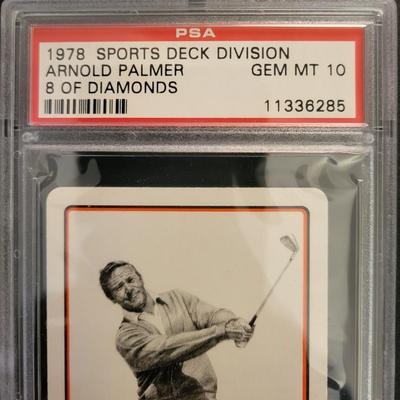 PSA
1978 SPORTS DECK DIVISION
ARNOLD PALMER GEM MT 10
8 OF DIAMONDS
11336285